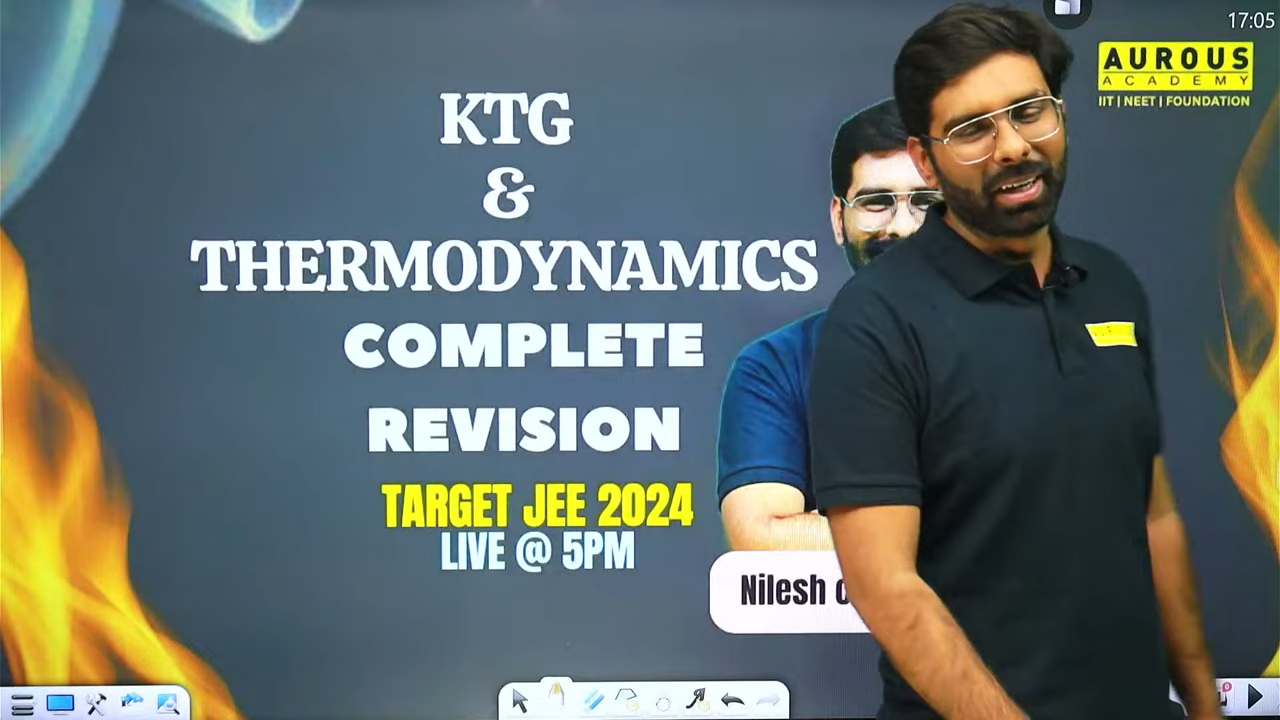 17:05
AUROUS
ACADEMY
IIT | NEET | FOUNDATION
KTG
&
THERMODYNAMICS
COMPLETE
REVISION
TARGET JEE 2024
LIVE @ 5PM
Nilesh